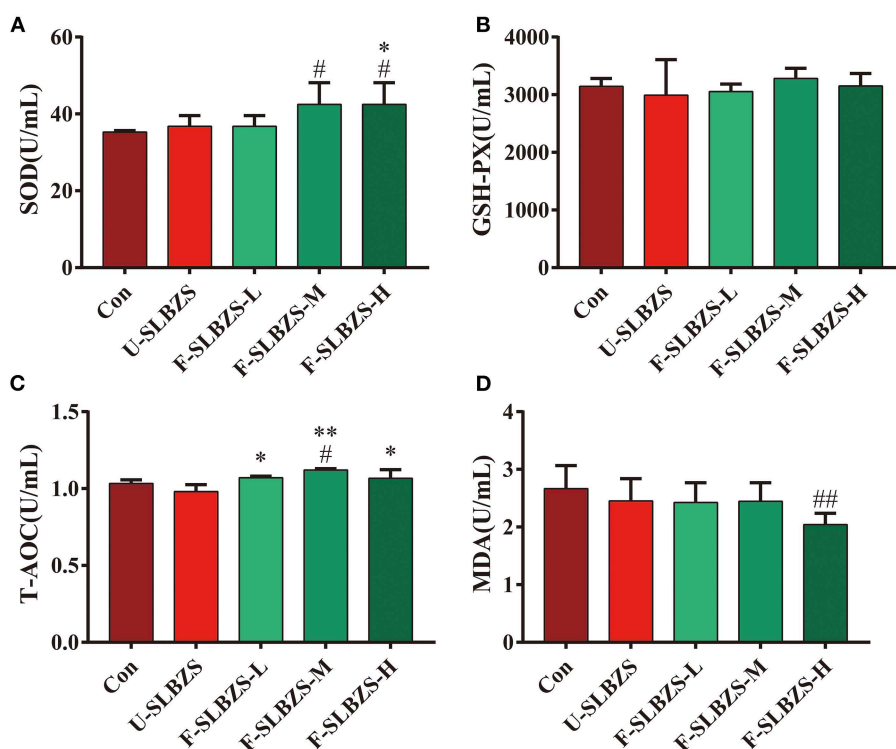 A
SOD(U/mL)
60
40
20
0
#
*
#
Con
U-SLBZS
F-SLBZS-L
F-SLBZS-M
F-SLBZS-H
B
GSH-PX(U/mL)
4000
3000
2000
1000
0
Con
U-SLBZS
F-SLBZS-L
F-SLBZS-M
F-SLBZS-H
C
T-AOC(U/mL)
1.5
1.0
0.5
0.0
*
**
#
*
Con
U-SLBZS
F-SLBZS-L
F-SLBZS-M
F-SLBZS-H
D
MDA(U/mL)
4
3
2
1
0
##
Con
U-SLBZS
F-SLBZS-L
F-SLBZS-M
F-SLBZS-H